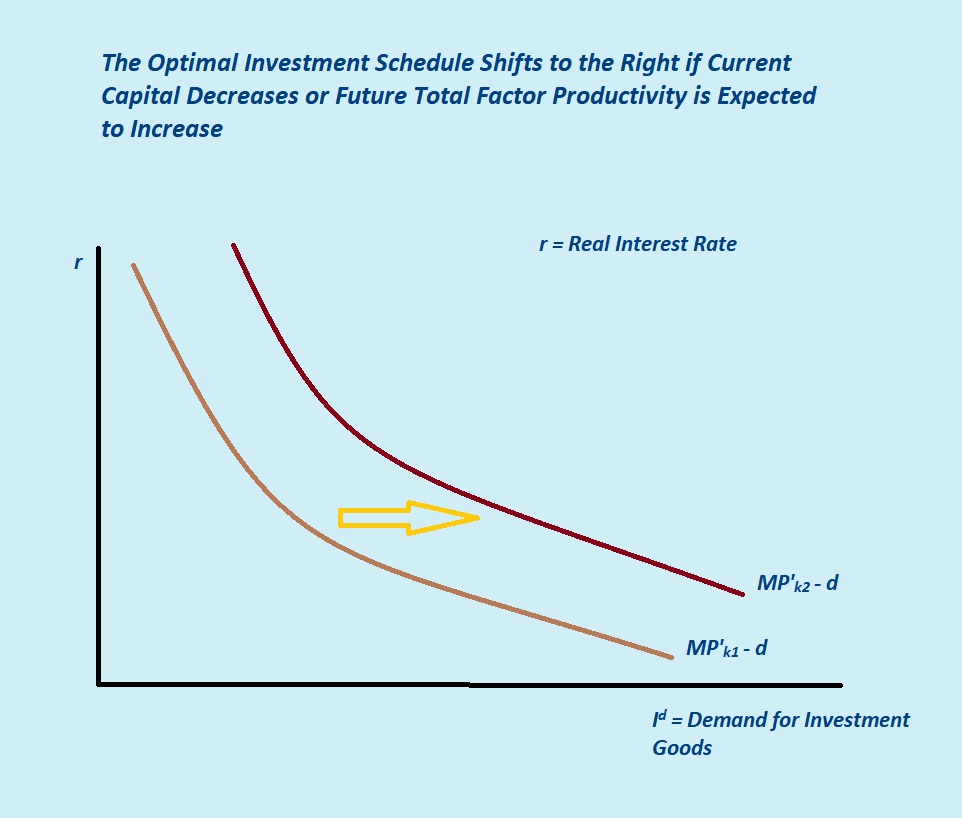 The Optimal Investment Schedule Shifts to the Right if Current
Capital Decreases or Future Total Factor Productivity is Expected
to Increase
r = Real Interest Rate
r
MP'k2 - d
MP'k1 - d
Id = Demand for Investment
Goods